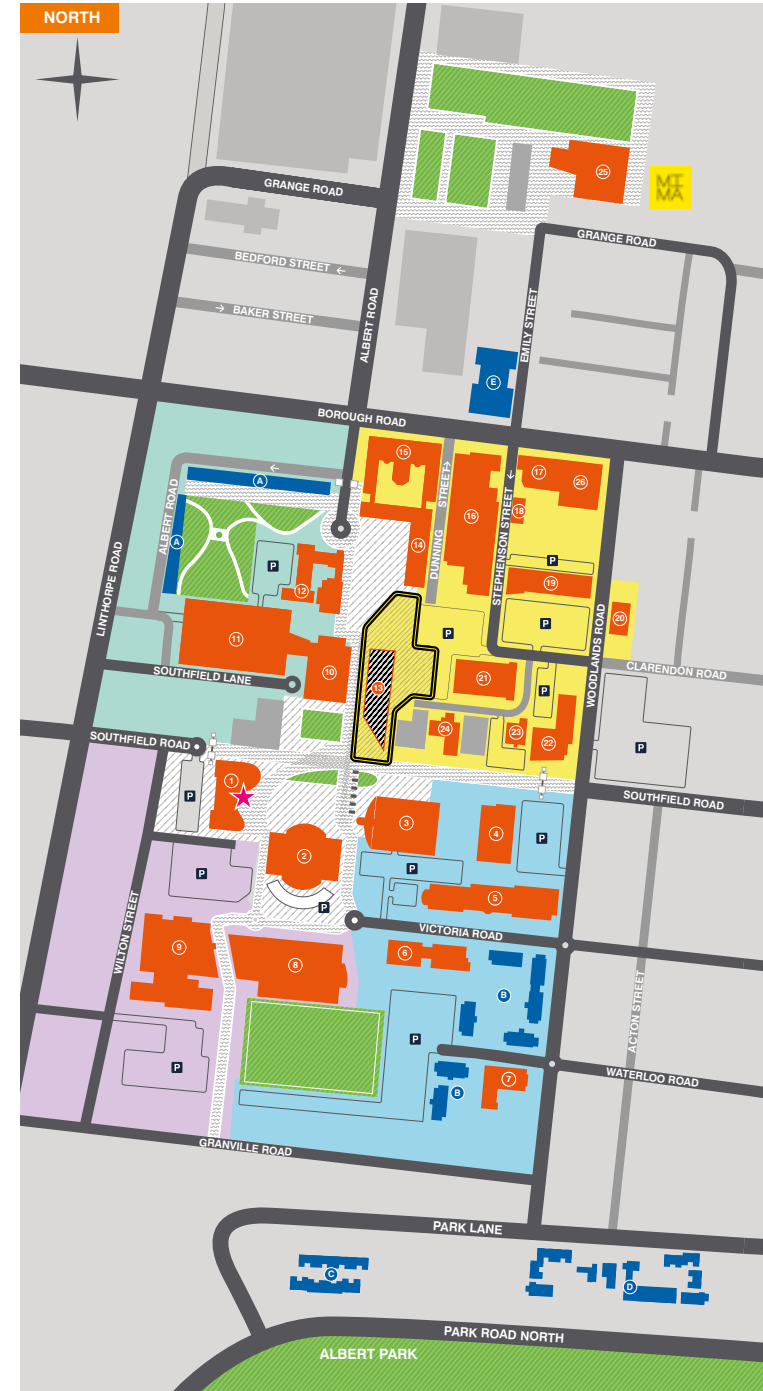 NORTH
25
MI
MA
GRANGE ROAD
GRANGE ROAD
BEDFORD STREET ←
→ BAKER STREET
ALBERT ROAD
EMILY STREET
E
BOROUGH ROAD
15
17
26
A
16
18
ALBERT ROAD
A
14
DUNNING STREET →
STEPHENSON STREET ←
P
P
19
12
LINTHORPE ROAD
11
10
P
P
20
WOODLANDS ROAD
CLARENDON ROAD
SOUTHFIELD LANE
13
21
P
24
23
22
P
SOUTHFIELD ROAD
1
P
3
4
P
SOUTHFIELD ROAD
2
P
P
5
P
VICTORIA ROAD
WILTON STREET
9
8
6
B
ACTON STREET
P
P
7
B
WATERLOO ROAD
GRANVILLE ROAD
PARK LANE
C
D
PARK ROAD NORTH
ALBERT PARK